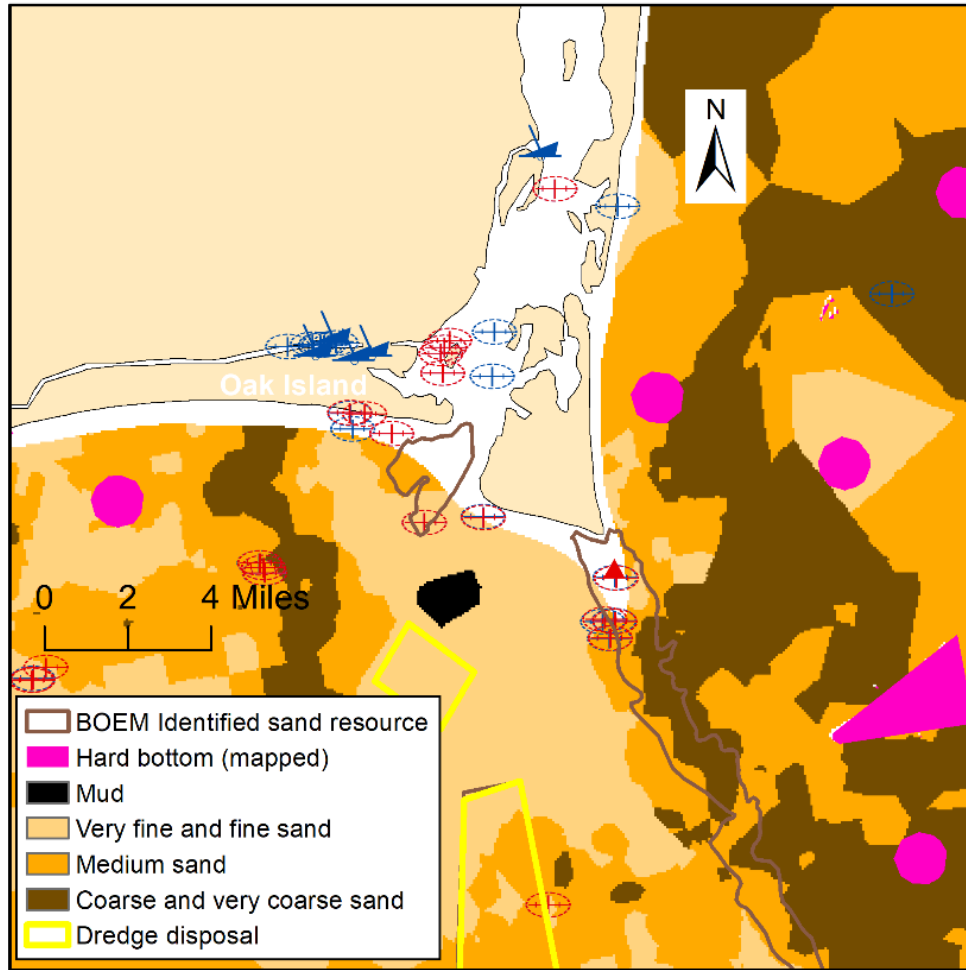 N
Oak Island
0 2 4 Miles
BOEM Identified sand resource
Hard bottom (mapped)
Mud
Very fine and fine sand
Medium sand
Coarse and very coarse sand
Dredge disposal